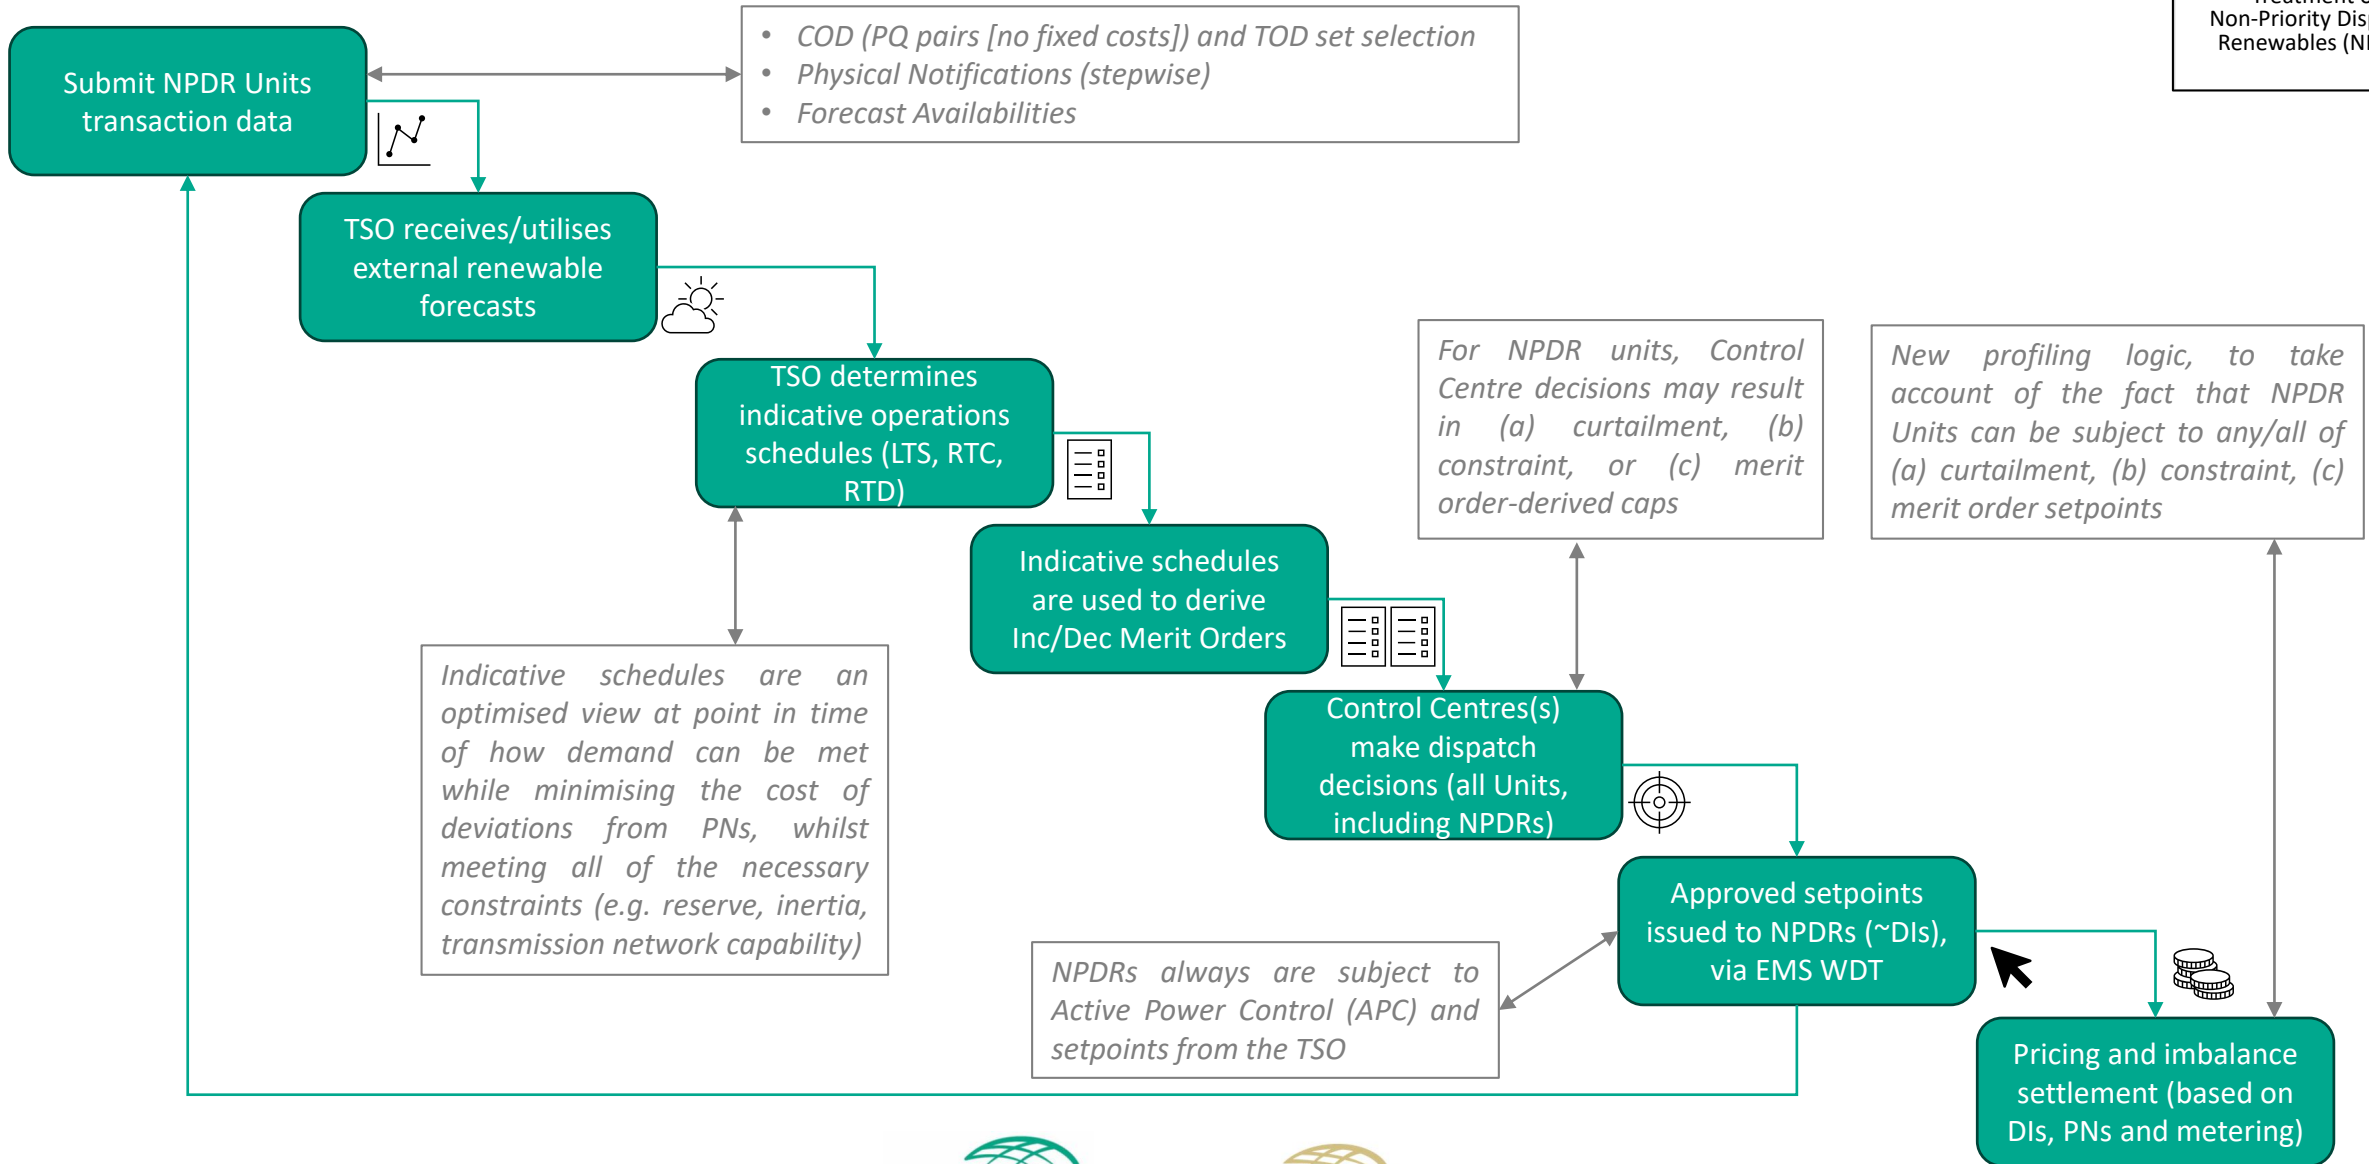 Treatment
Non-Priority
Renewables
Submit NPDR Units
transaction data
• COD (PQ pairs [no fixed costs]) and TOD set selection
• Physical Notifications (stepwise)
• Forecast Availabilities
TSO receives/utilises
external renewable
forecasts
TSO determines
indicative operations
schedules (LTS, RTC,
RTD)
For NPDR units, Control
Centre decisions may result
in (a) curtailment, (b)
constraint, or (c) merit
order-derived caps
New profiling logic, to take
account of the fact that NPDR
Units can be subject to any/all of
(a) curtailment, (b) constraint, (c)
merit order setpoints
Indicative schedules
are used to derive
Inc/Dec Merit Orders
Indicative schedules are an
optimised view at point in time
of how demand can be met
while minimising the cost of
deviations from PNs, whilst
meeting all of the necessary
constraints (e.g. reserve, inertia,
transmission network capability)
Control Centres(s)
make dispatch
decisions (all Units,
including NPDRs)
Approved setpoints
issued to NPDRs (~DIs),
via EMS WDT
NPDRs always are subject to
Active Power Control (APC) and
setpoints from the TSO
Pricing and imbalance
settlement (based on
DIs, PNs and metering)